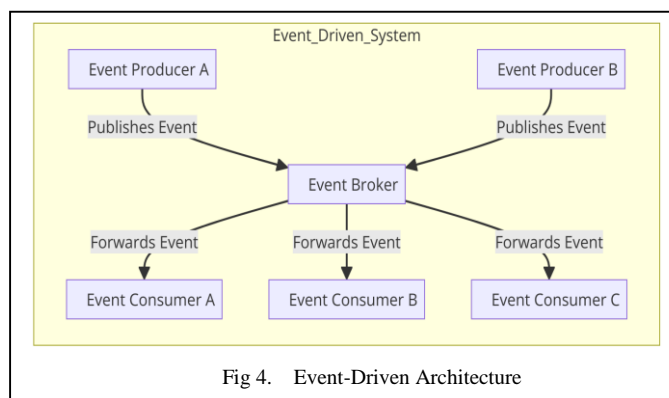 Event_Driven_System
Event Producer A
Event Producer B
Publishes Event
Publishes Event
Event Broker
Forwards Event
Forwards Event
Forwards Event
Event Consumer A
Event Consumer B
Event Consumer C
Fig 4. Event-Driven Architecture